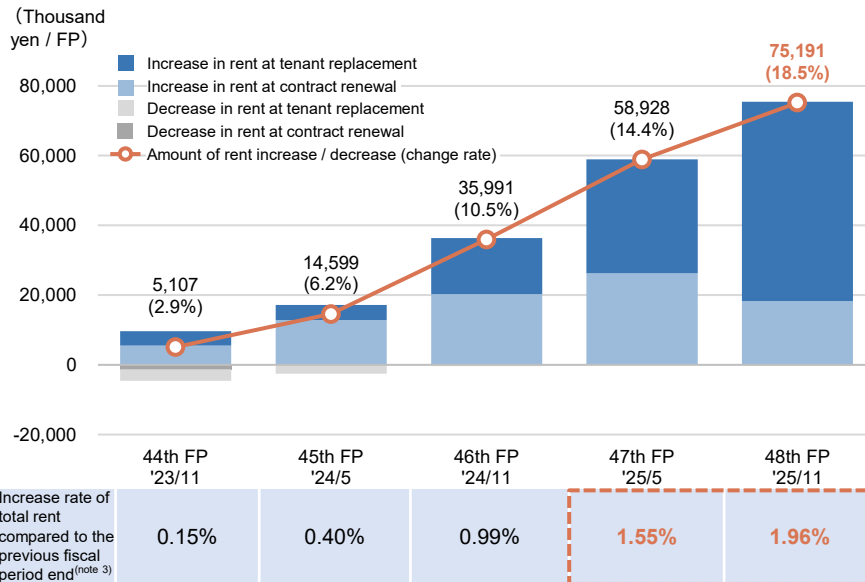 （Thousand
yen / FP）
Increase in rent at tenant replacement
Increase in rent at contract renewal
Decrease in rent at tenant replacement
Decrease in rent at contract renewal
Amount of rent increase / decrease (change rate)
80,000
60,000
40,000
20,000
0
-20,000
5,107
(2.9%)
14,599
(6.2%)
35,991
(10.5%)
58,928
(14.4%)
75,191
(18.5%)
44th FP
'23/11
45th FP
'24/5
46th FP
'24/11
47th FP
'25/5
48th FP
'25/11
Increase rate of
total rent
compared to the
previous fiscal
period end(note 3)
0.15%
0.40%
0.99%
1.55%
1.96%